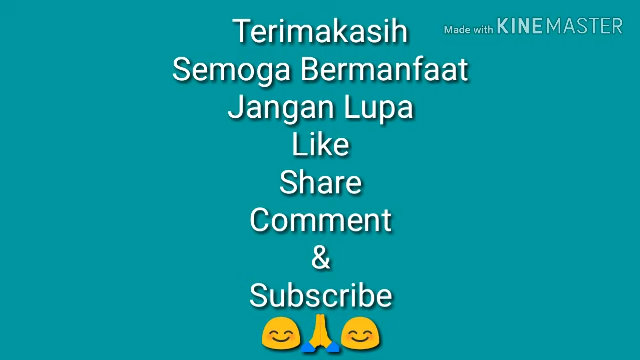 Terimakasih
Made with KINEMASTER
Semoga Bermanfaat
Jangan Lupa
Like
Share
Comment
&
Subscribe
😊🙏😊